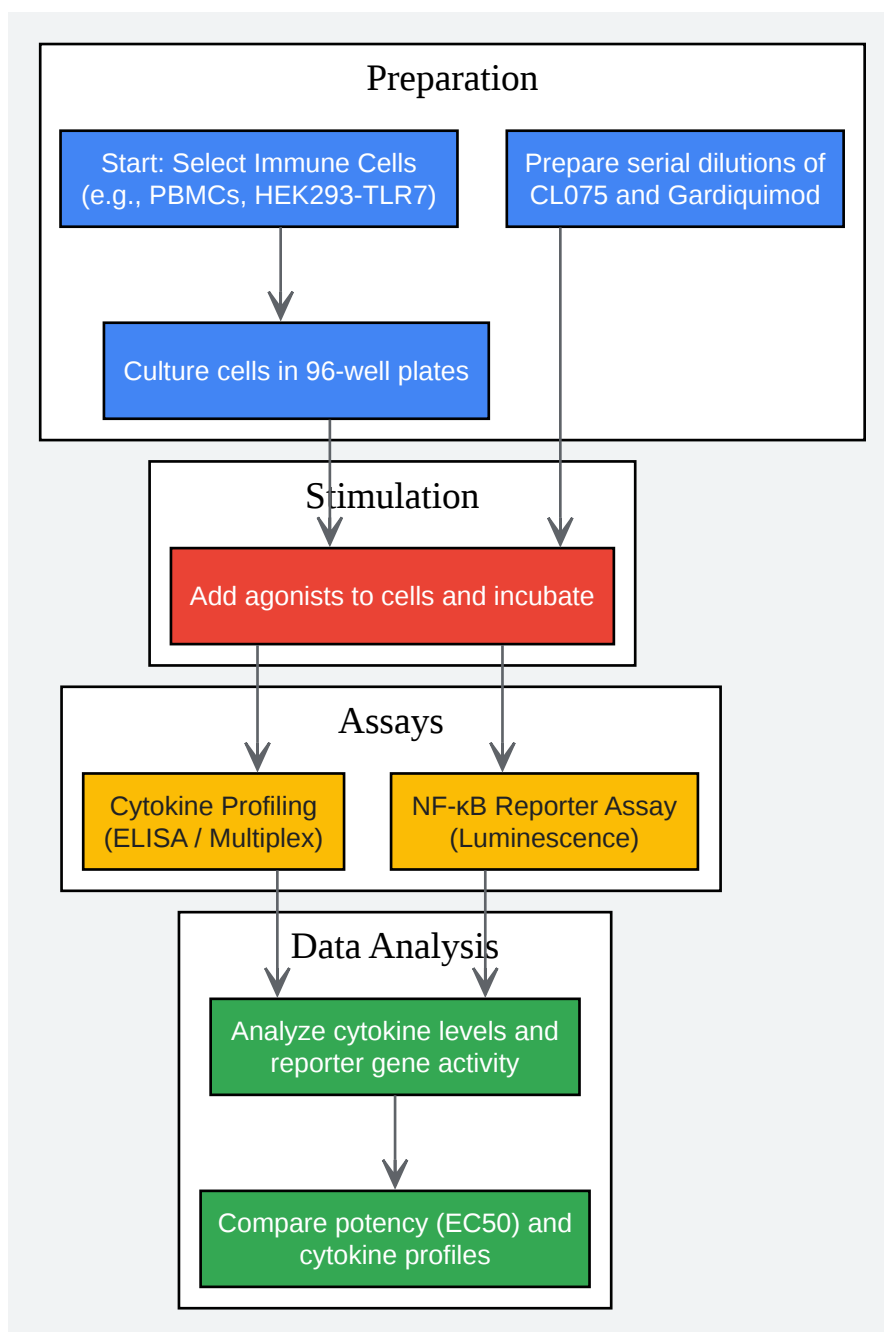 Preparation
Start: Select Immune Cells
(e.g., PBMCs, HEK293-TLR7)
Prepare serial dilutions of
CL075 and Gardiquimod
Culture cells in 96-well plates
Stimulation
Add agonists to cells and incubate
Assays
Cytokine Profiling
(ELISA / Multiplex)
NF-κB Reporter Assay
(Luminescence)
Data Analysis
Analyze cytokine levels and
reporter gene activity
Compare potency (EC50) and
cytokine profiles